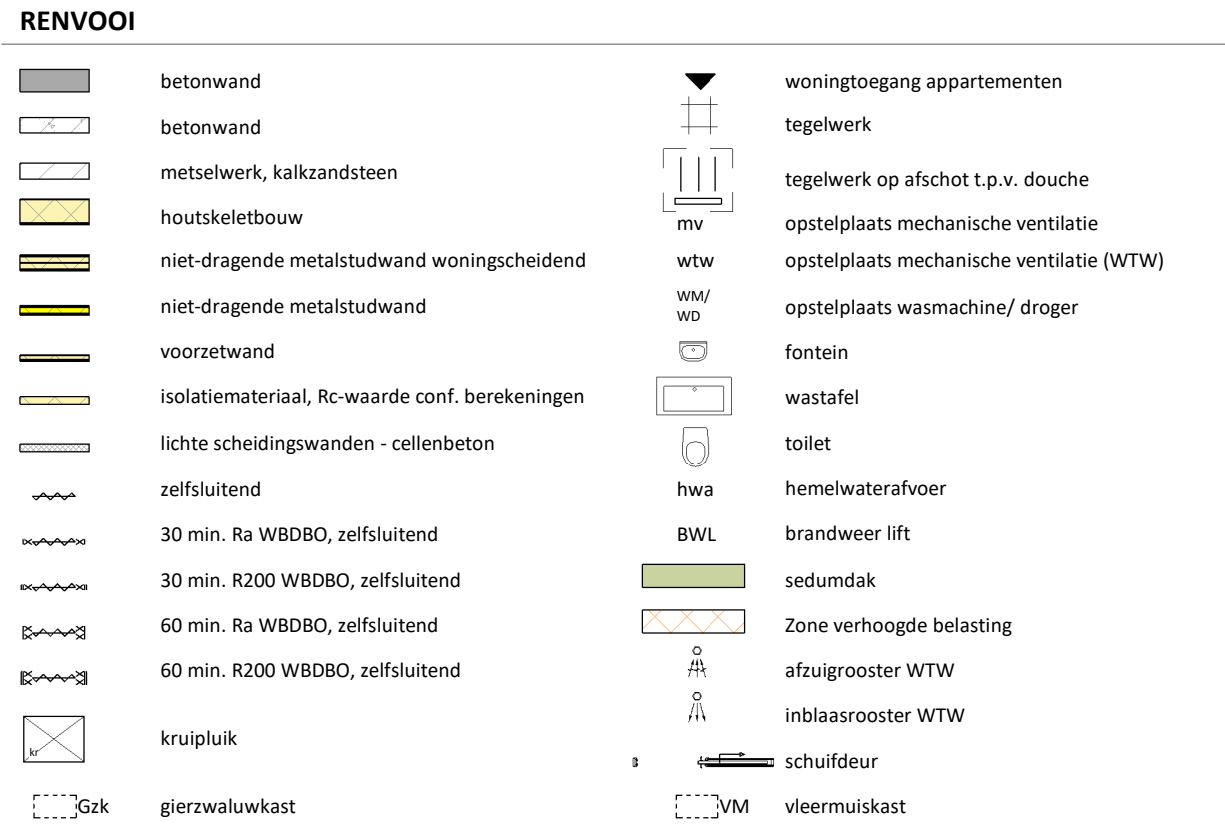 RENVOOI
betonwand
betonwand
metselwerk, kalkzandsteen
houtskeletbouw
niet-dragende metalstudwand woningscheidend
niet-dragende metalstudwand
voorzetwand
isolatiemateriaal, Rc-waarde conf. berekeningen
lichte scheidingswanden - cellenbeton
zelfsluitend
30 min. Ra WBDBO, zelfsluitend
30 min. R200 WBDBO, zelfsluitend
60 min. Ra WBDBO, zelfsluitend
60 min. R200 WBDBO, zelfsluitend
kr kruipluik
Gzk gierzwaluwkast
woningtoegang appartementen
tegelwerk
tegelwerk op afschot t.p.v. douche
mv opstelplaats mechanische ventilatie
wtw opstelplaats mechanische ventilatie (WTW)
WM/
WD opstelplaats wasmachine/ droger
fontein
wastafel
toilet
hwa hemelwaterafvoer
BWL brandweer lift
sedumdak
Zone verhoogde belasting
afzuigrooster WTW
inblaasrooster WTW
schuifdeur
VM vleermuiskast